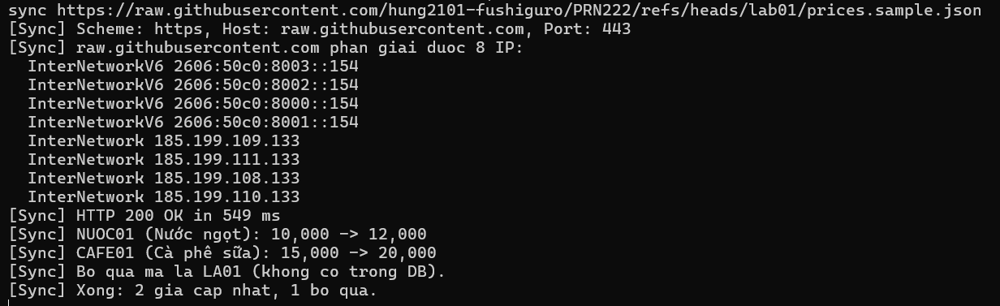 sync https://raw.githubusercontent.com/hung2101-fushiguro/PRN222/refs/heads/lab01/prices.sample.json
[Sync] Scheme: https, Host: raw.githubusercontent.com, Port: 443
[Sync] raw.githubusercontent.com phan giai duoc 8 IP:
  InterNetworkV6 2606:50c0:8003::154
  InterNetworkV6 2606:50c0:8002::154
  InterNetworkV6 2606:50c0:8000::154
  InterNetworkV6 2606:50c0:8001::154
  InterNetwork 185.199.109.133
  InterNetwork 185.199.111.133
  InterNetwork 185.199.108.133
  InterNetwork 185.199.110.133
[Sync] HTTP 200 OK in 549 ms
[Sync] NUOC01 (Nước ngọt): 10,000 -> 12,000
[Sync] CAFE01 (Cà phê sữa): 15,000 -> 20,000
[Sync] Bo qua ma la LA01 (khong co trong DB).
[Sync] Xong: 2 gia cap nhat, 1 bo qua.